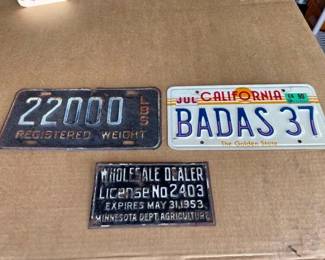 22000 LBS
REGISTERED WEIGHT
JUL CALIFORNIA 90
BADAS 37
The Golden State
WHOLESALE DEALER
LICENSE No 2403
EXPIRES MAY 31, 1953
MINNESOTA DEPT. AGRICULTURE